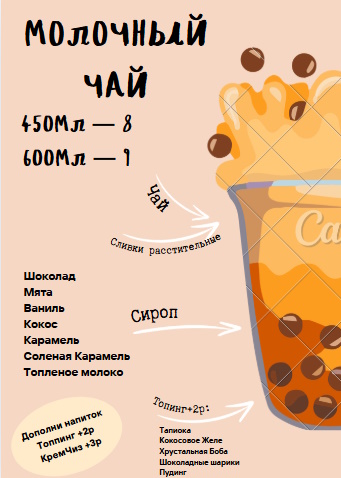 МОЛОЧНЫЙ
ЧАЙ
450Мл — 8
600Мл — 9
Чай
Сливки расстительные
Шоколад
Мята
Ваниль
Кокос
Карамель
Соленая Карамель
Топленое молоко
Сироп
Дополни напиток
Топпинг +2р
КремЧиз +3р
Топинг+2р:
Тапиока
Кокосовое Желе
Хрустальная Боба
Шоколадные шарики
Пудинг
Ca